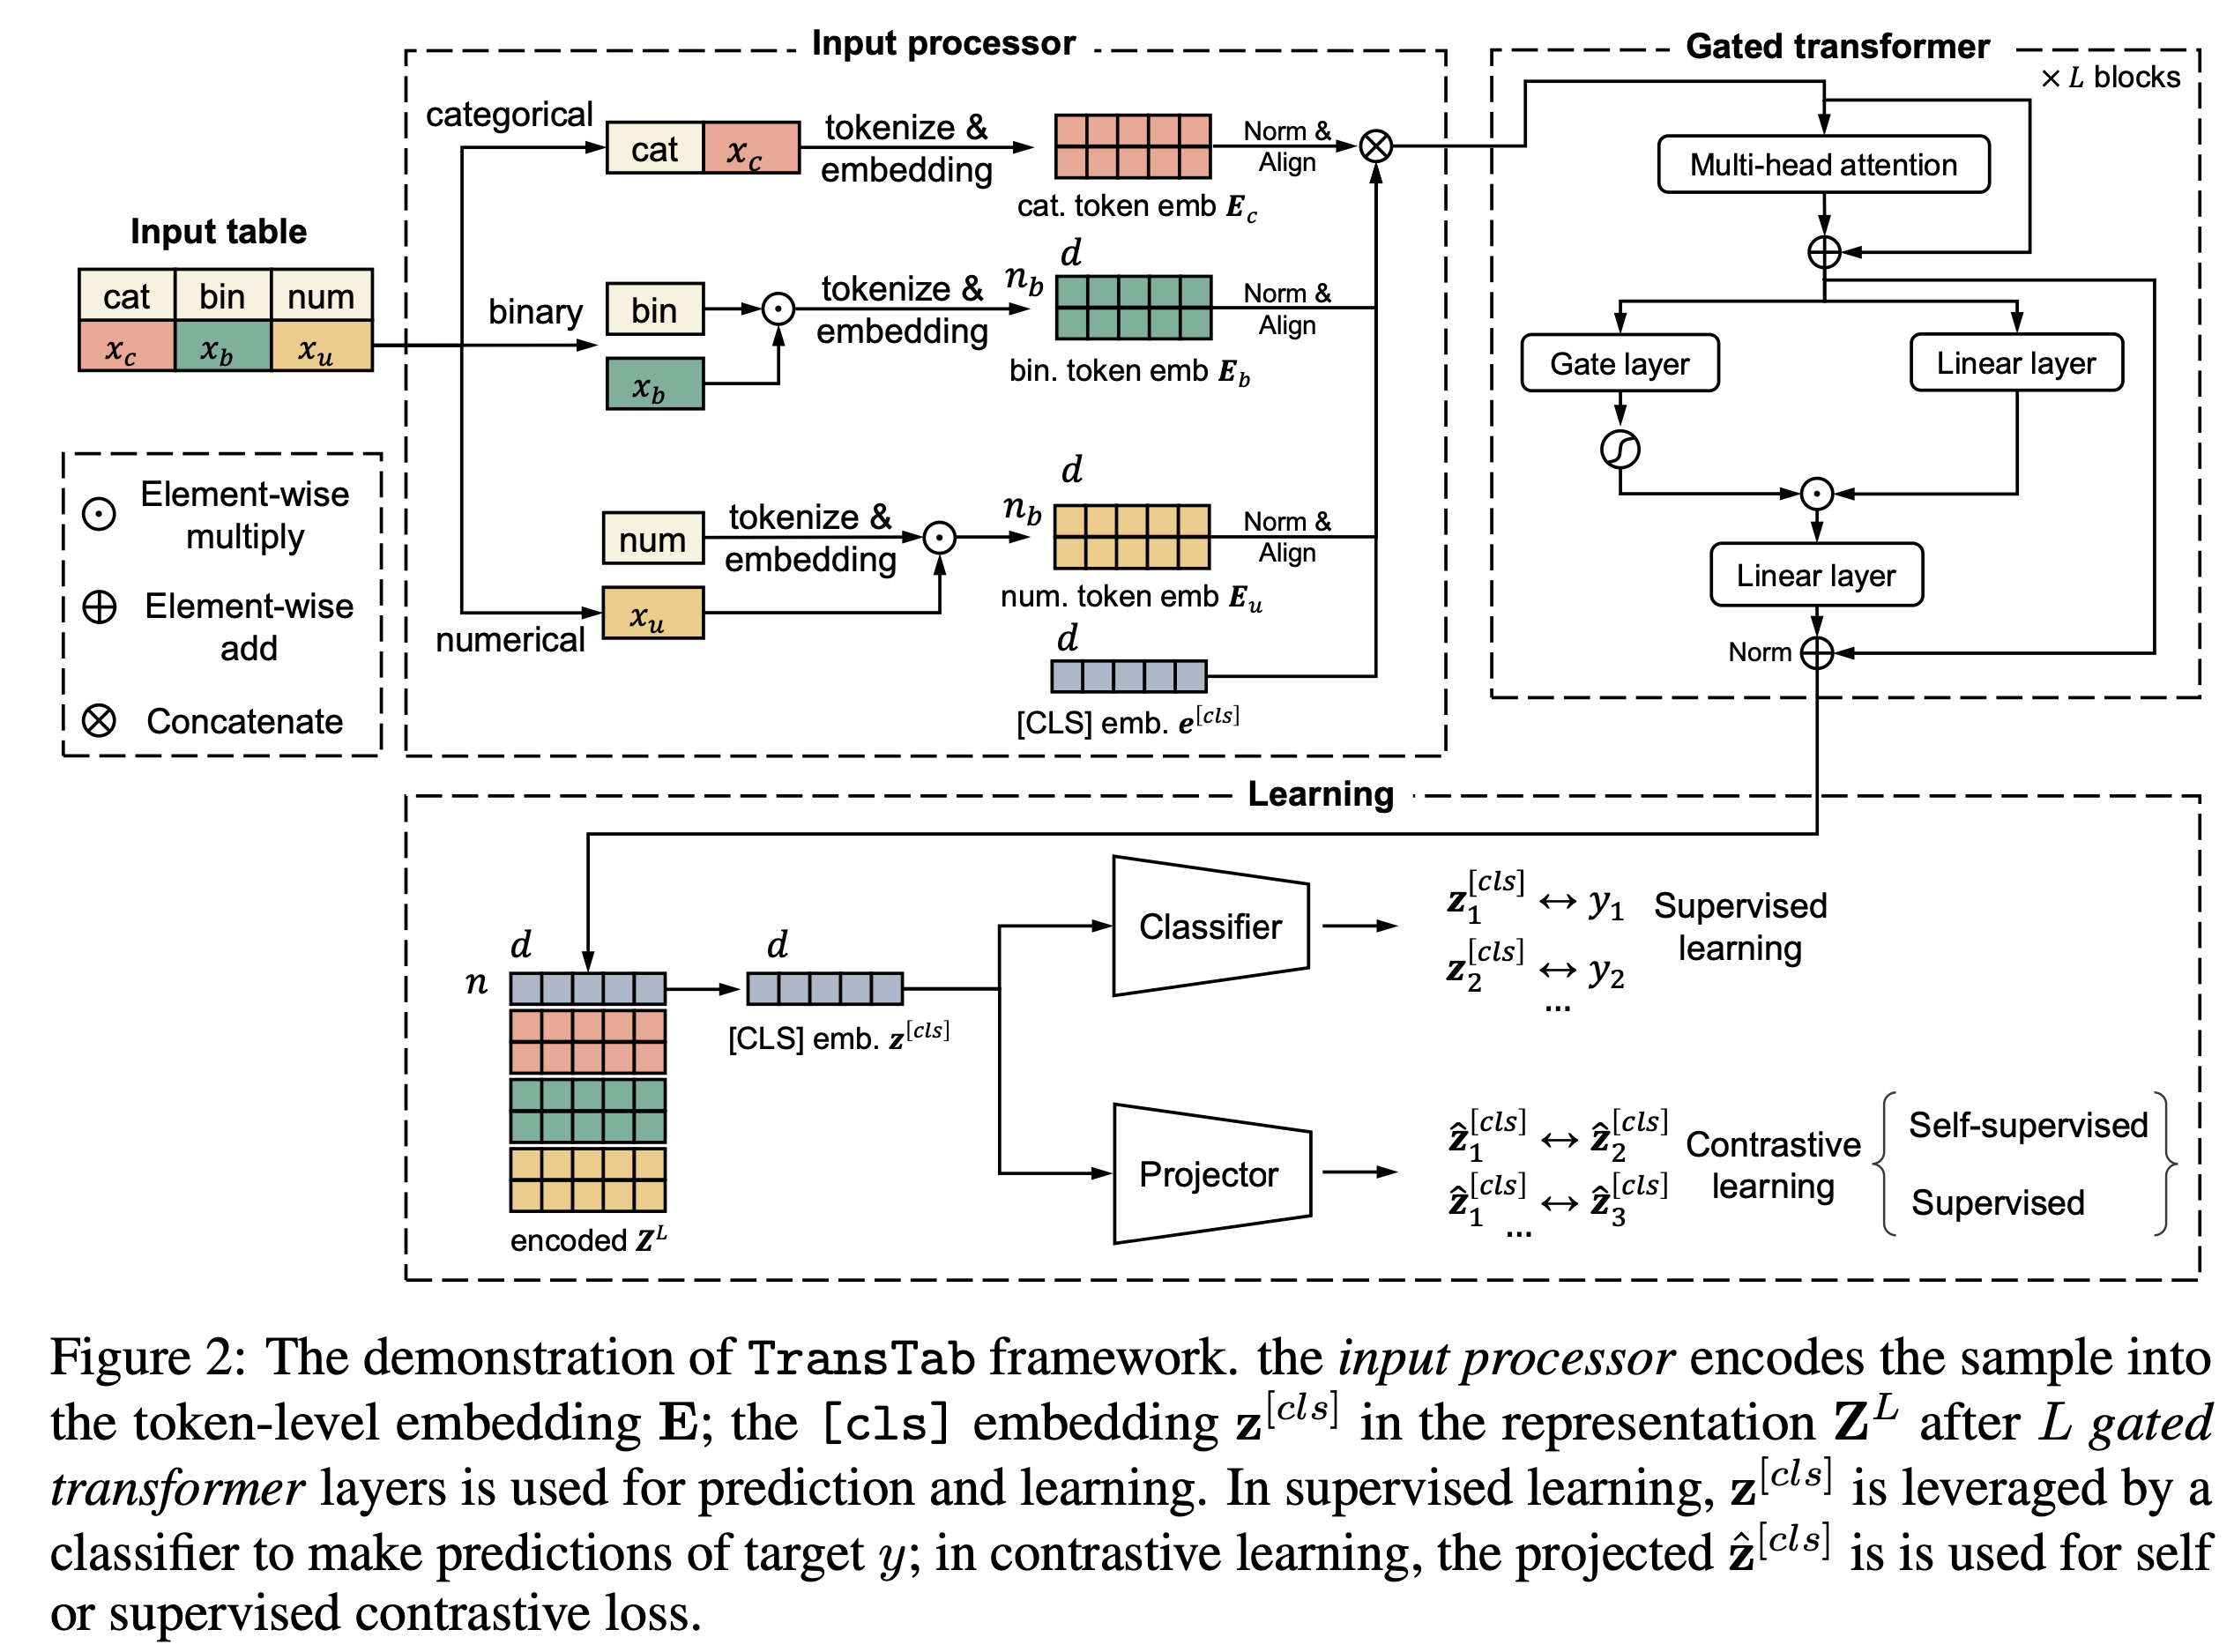 Input processor
Gated transformer
× L blocks
categorical
cat x_c
tokenize &
embedding
Norm &
Align
cat. token emb E_c
Multi-head attention
Input table
cat bin num
x_c x_b x_u
binary
bin
x_b
tokenize &
embedding
d
n_b
Norm &
Align
bin. token emb E_b
Gate layer
Linear layer
Element-wise
multiply
Element-wise
add
Concatenate
num
x_u
numerical
tokenize &
embedding
d
n_b
Norm &
Align
num. token emb E_u
d
[CLS] emb. e^[cls]
Linear layer
Norm
Learning
d
n
encoded Z^L
d
[CLS] emb. z^[cls]
Classifier
z_1^[cls] ↔ y_1
z_2^[cls] ↔ y_2
...
Supervised
learning
Projector
ẑ_1^[cls] ↔ ẑ_2^[cls]
ẑ_1^[cls] ↔ ẑ_3^[cls]
...
Contrastive
learning
Self-supervised
Supervised
Figure 2: The demonstration of TransTab framework. the input processor encodes the sample into
the token-level embedding E; the [cls] embedding z^[cls] in the representation Z^L after L gated
transformer layers is used for prediction and learning. In supervised learning, z^[cls] is leveraged by a
classifier to make predictions of target y; in contrastive learning, the projected ẑ^[cls] is is used for self
or supervised contrastive loss.